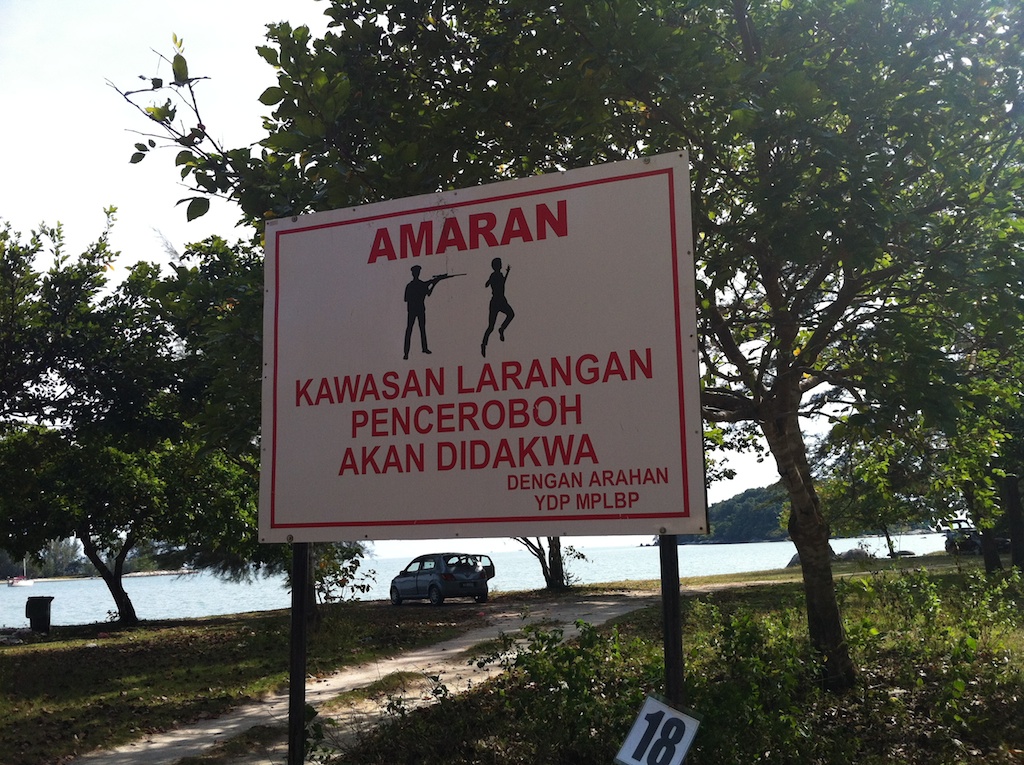 AMARAN
KAWASAN LARANGAN
PENCEROBOH
AKAN DIDAKWA
DENGAN ARAHAN
YDP MPLBP
18